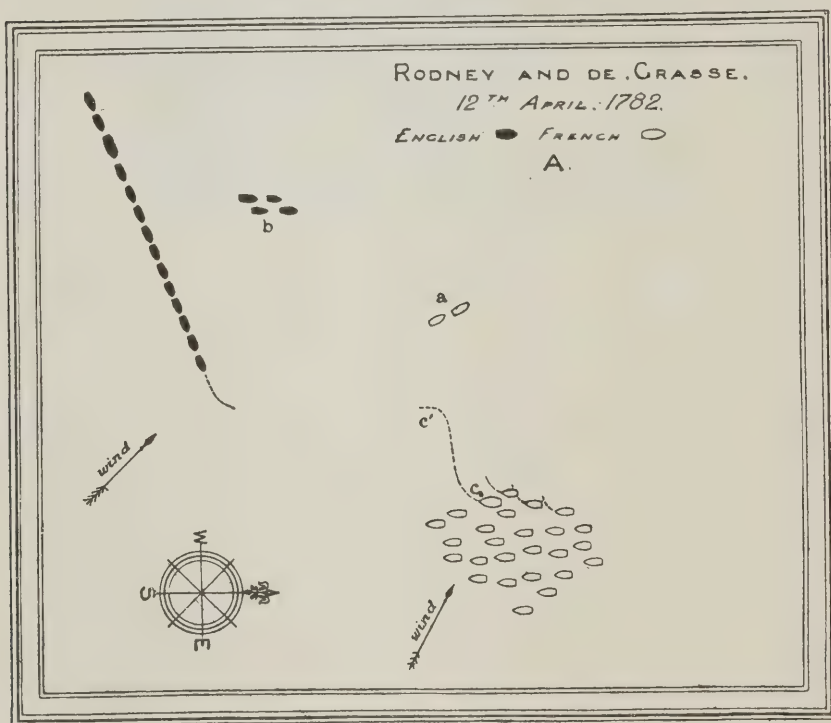 RODNEY AND DE. GRASSE.
12TH APRIL. 1782.
ENGLISH FRENCH
A.
b
a
c'
wind
c
W
S
E
wind